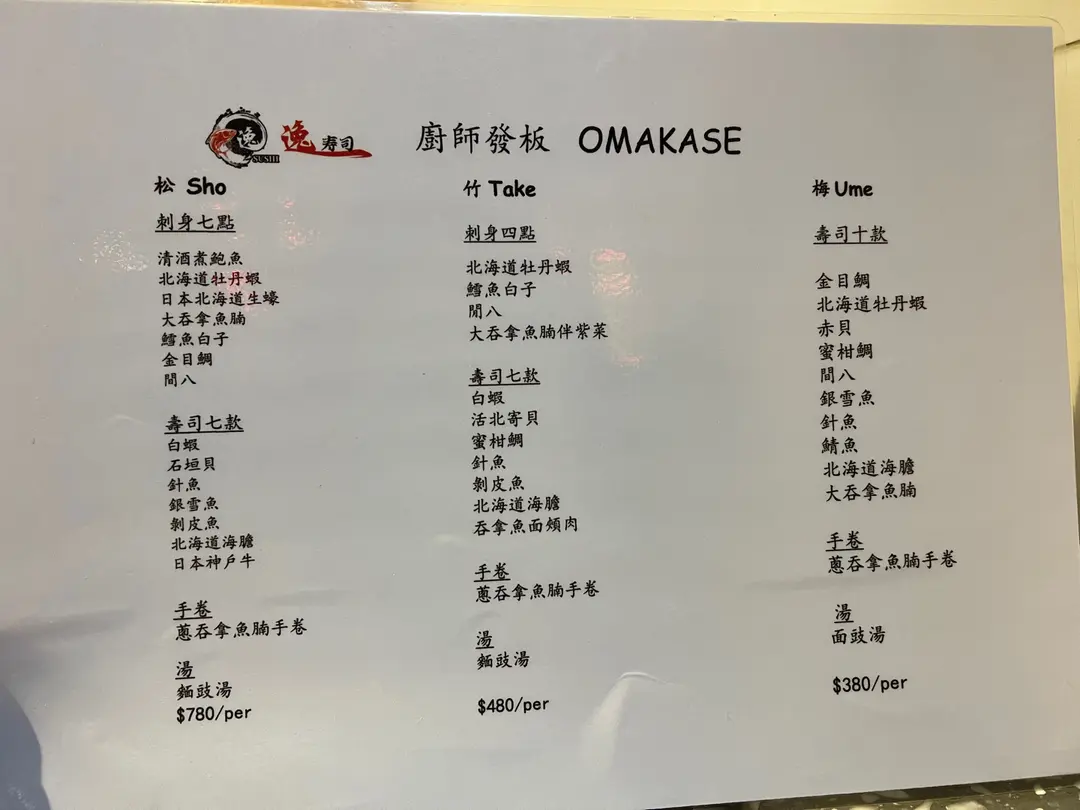 逸 SUSHI
逸 寿司
廚師發板 OMAKASE
松 Sho
刺身七點
清酒煮鮑魚
北海道牡丹蝦
日本北海道生蠔
大吞拿魚腩
鱈魚白子
金目鯛
間八
壽司七款
白蝦
石垣貝
針魚
銀雪魚
剝皮魚
北海道海膽
日本神戶牛
手卷
蔥吞拿魚腩手卷
湯
麵豉湯
$780/per
竹 Take
刺身四點
北海道牡丹蝦
鱈魚白子
間八
大吞拿魚腩伴紫菜
壽司七款
白蝦
活北寄貝
蜜柑鯛
針魚
剝皮魚
北海道海膽
吞拿魚面頰肉
手卷
蔥吞拿魚腩手卷
湯
麵豉湯
$480/per
梅 Ume
壽司十款
金目鯛
北海道牡丹蝦
赤貝
蜜柑鯛
間八
銀雪魚
針魚
鯖魚
北海道海膽
大吞拿魚腩
手卷
蔥吞拿魚腩手卷
湯
面豉湯
$380/per